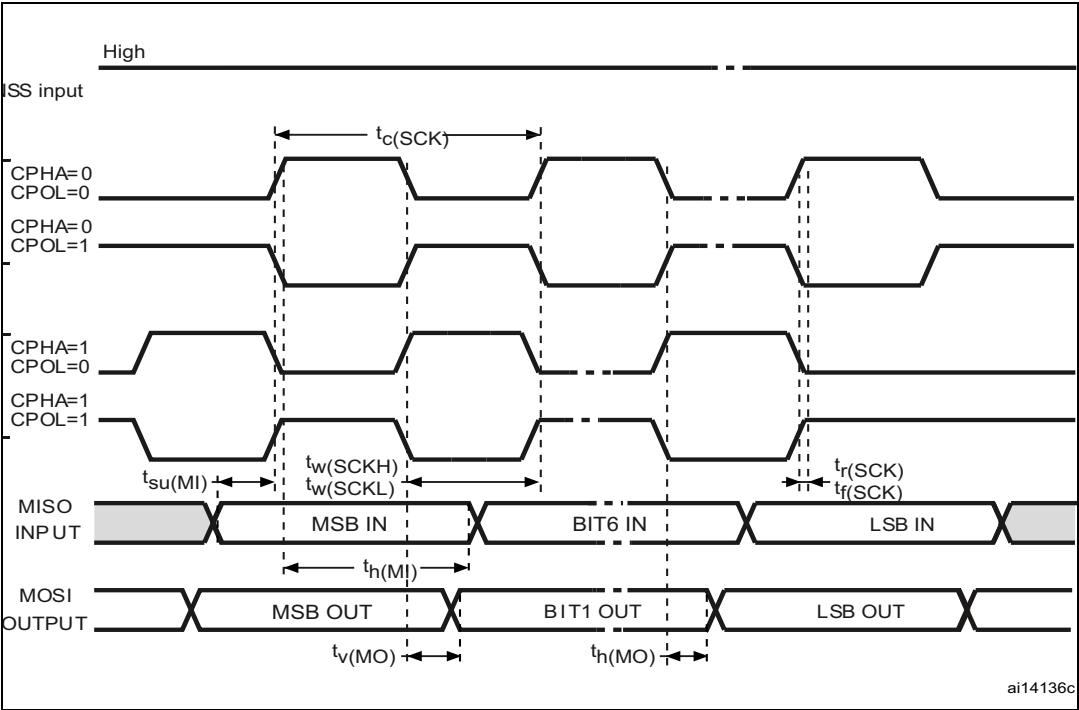 High
ISS input
tc(SCK)
CPHA=0
CPOL=0
CPHA=0
CPOL=1
CPHA=1
CPOL=0
CPHA=1
CPOL=1
tsu(MI)
tw(SCKH)
tw(SCKL)
tr(SCK)
tf(SCK)
MISO
INPUT
MSB IN
BIT6 IN
LSB IN
th(MI)
MOSI
OUTPUT
MSB OUT
BIT1 OUT
LSB OUT
tv(MO)
th(MO)
ai14136c